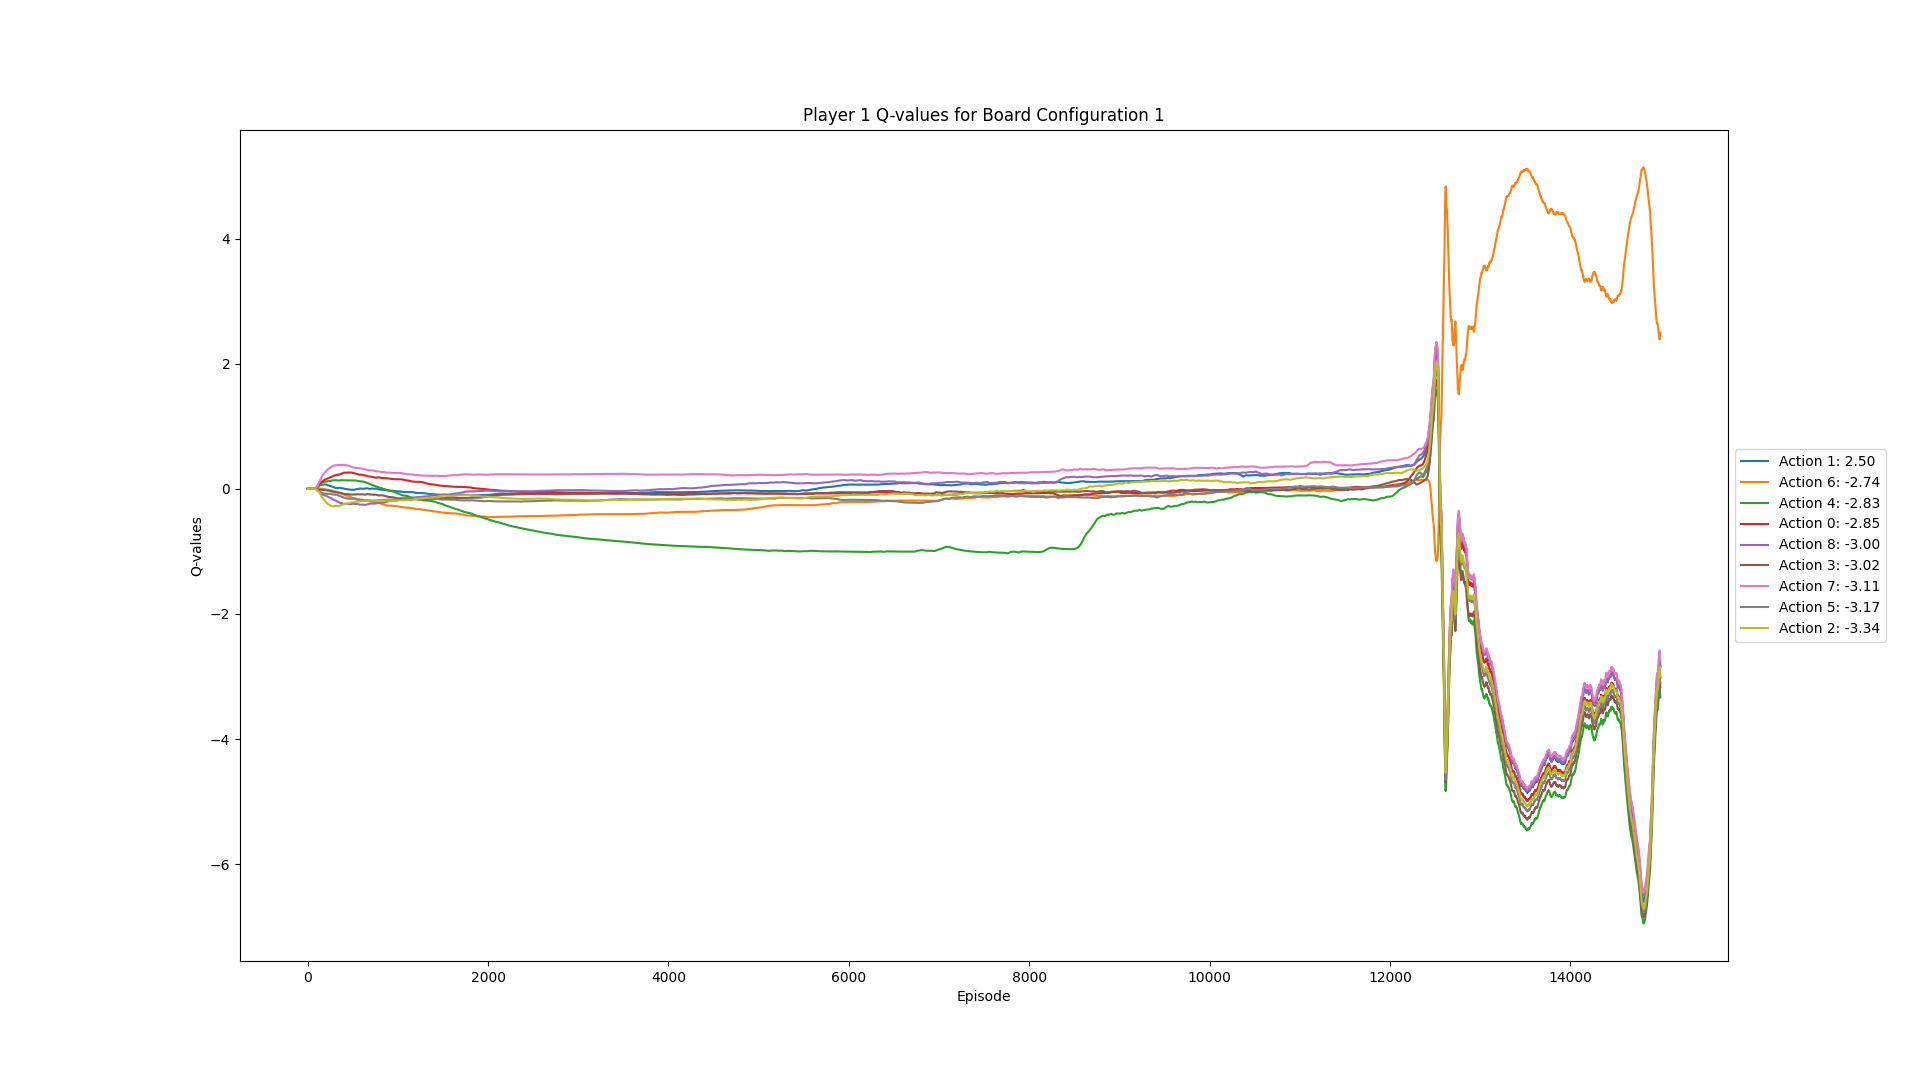 Player 1 Q-values for Board Configuration 1
4
2
0
−2
−4
−6
Q-values
0 2000 4000 6000 8000 10000 12000 14000
Episode
Action 1: 2.50
Action 6: -2.74
Action 4: -2.83
Action 0: -2.85
Action 8: -3.00
Action 3: -3.02
Action 7: -3.11
Action 5: -3.17
Action 2: -3.34